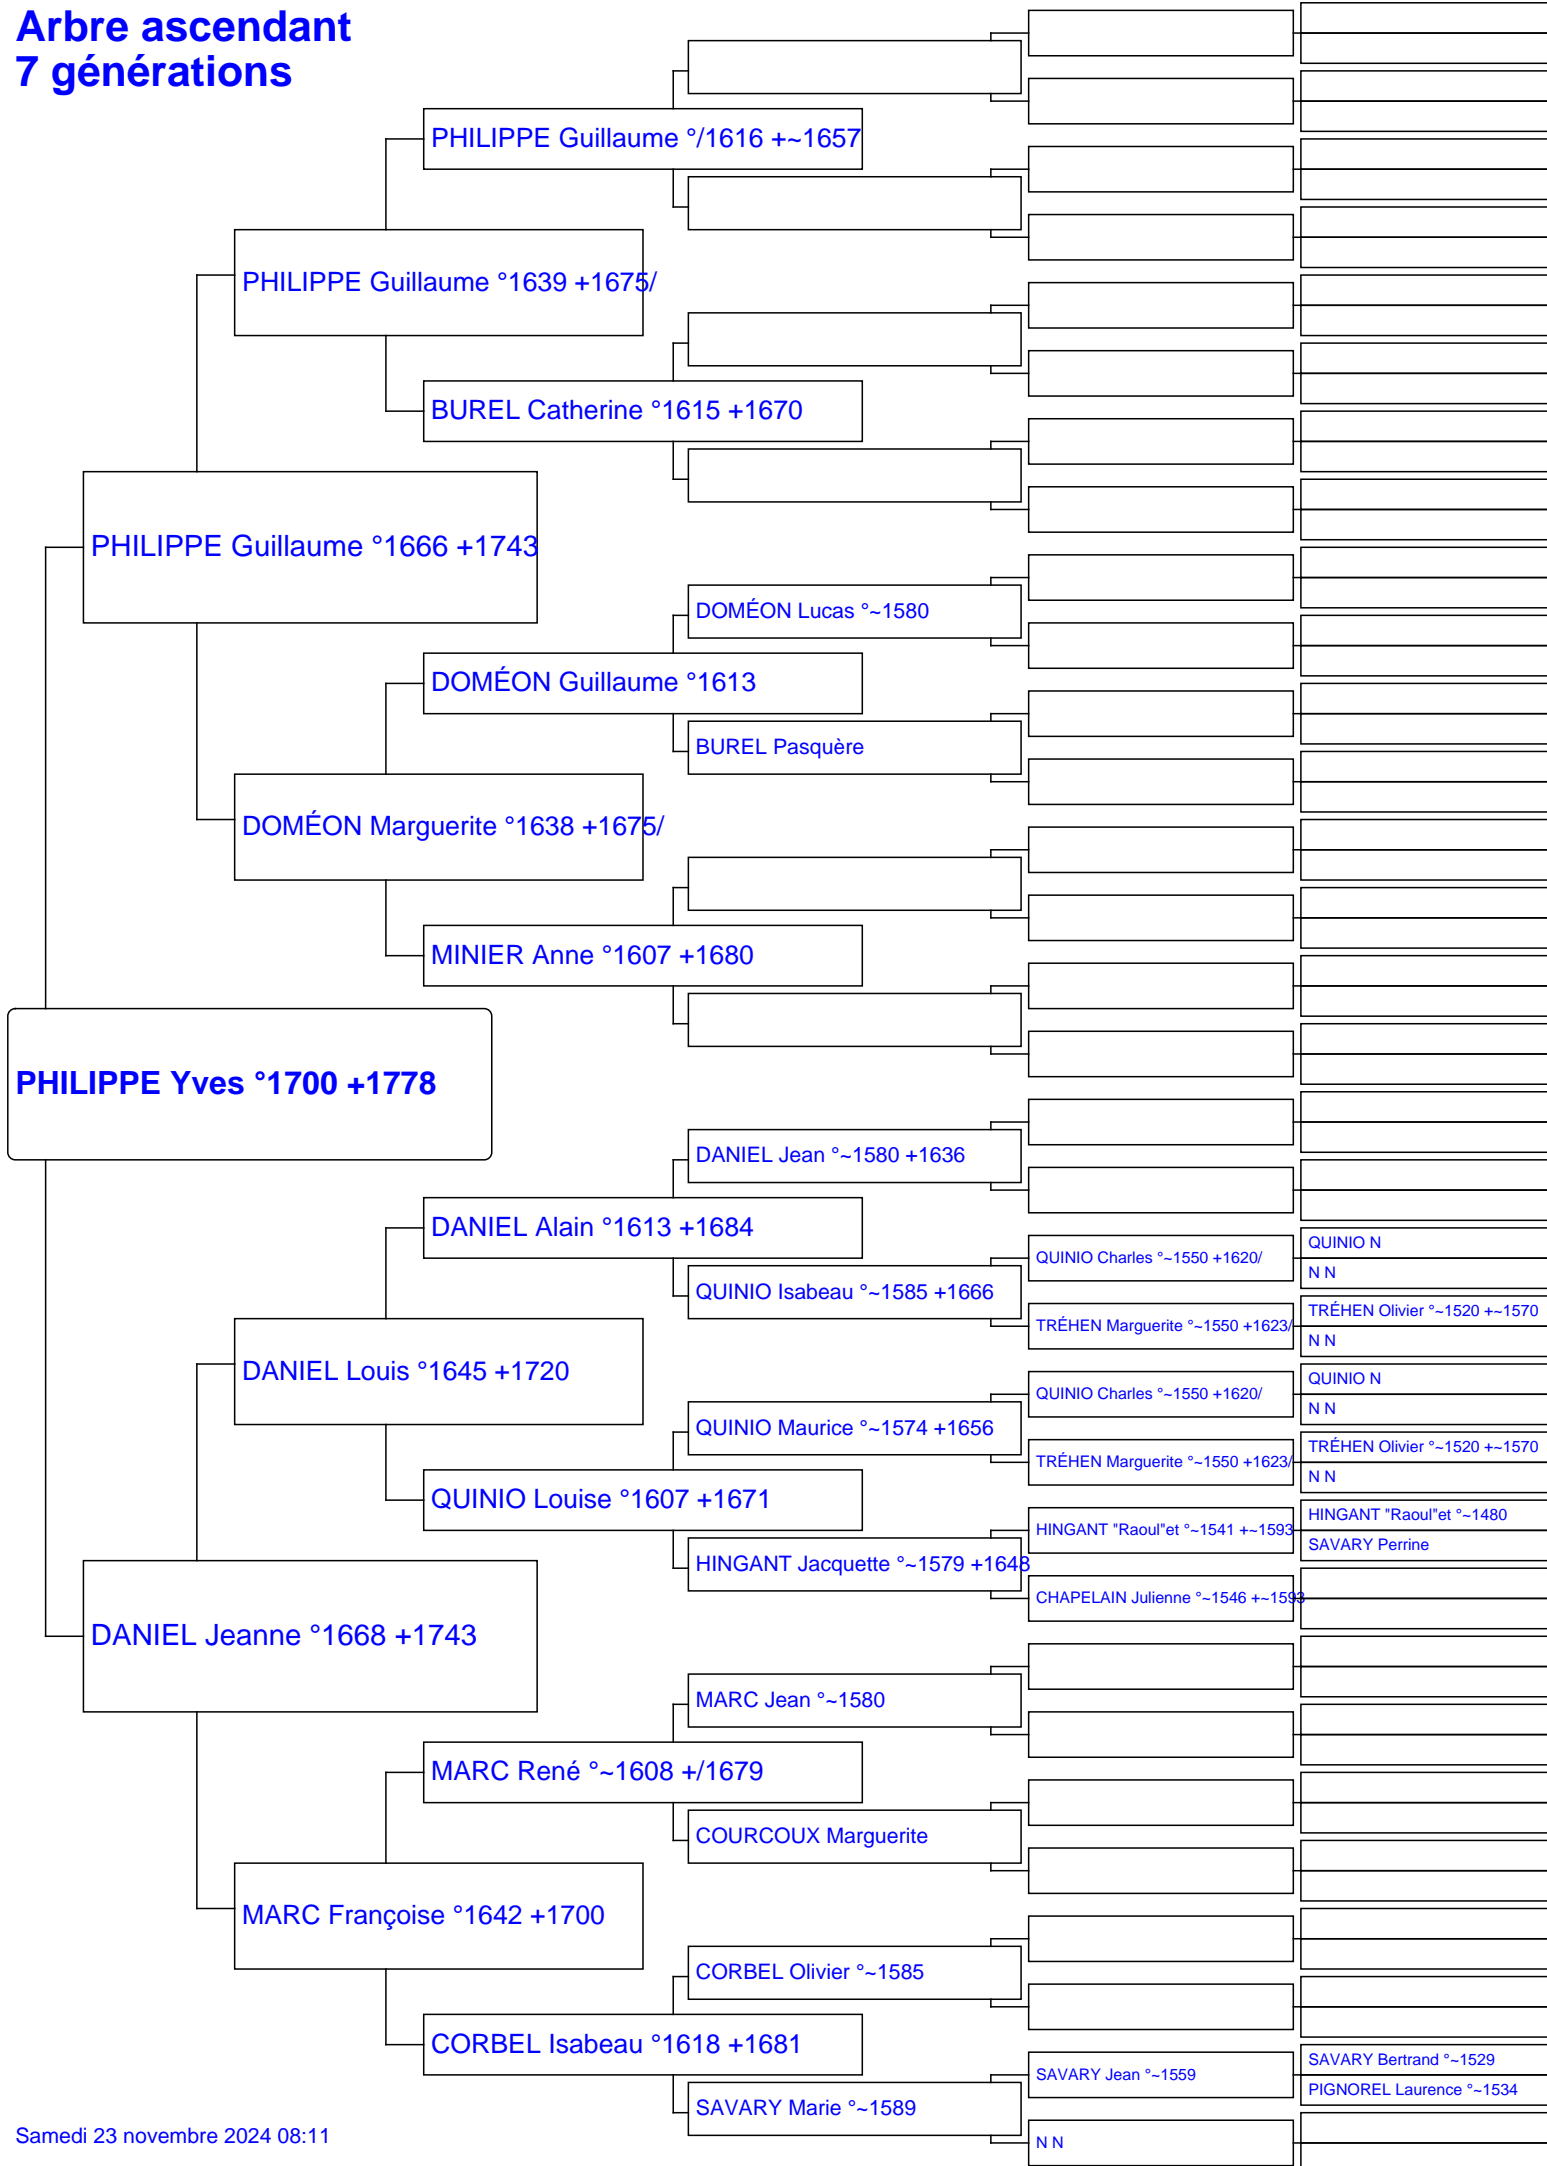 Arbre ascendant
7 générations
PHILIPPE Guillaume °/1616 +~1657
PHILIPPE Guillaume °1639 +1675/
BUREL Catherine °1615 +1670
PHILIPPE Guillaume °1666 +1743
DOMÉON Lucas °~1580
DOMÉON Guillaume °1613
BUREL Pasquère
DOMÉON Marguerite °1638 +1675/
MINIER Anne °1607 +1680
PHILIPPE Yves °1700 +1778
DANIEL Jean °~1580 +1636
DANIEL Alain °1613 +1684
QUINIO N
QUINIO Charles °~1550 +1620/
N N
QUINIO Isabeau °~1585 +1666
TRÉHEN Olivier °~1520 +~1570
TRÉHEN Marguerite °~1550 +1623/
N N
DANIEL Louis °1645 +1720
QUINIO N
QUINIO Charles °~1550 +1620/
N N
QUINIO Maurice °~1574 +1656
TRÉHEN Olivier °~1520 +~1570
TRÉHEN Marguerite °~1550 +1623/
N N
QUINIO Louise °1607 +1671
HINGANT "Raoul"et °~1480
HINGANT "Raoul"et °~1541 +~1593
SAVARY Perrine
HINGANT Jacquette °~1579 +1648
CHAPELAIN Julienne °~1546 +~1593
DANIEL Jeanne °1668 +1743
MARC Jean °~1580
MARC René °~1608 +/1679
COURCOUX Marguerite
MARC Françoise °1642 +1700
CORBEL Olivier °~1585
CORBEL Isabeau °1618 +1681
SAVARY Bertrand °~1529
SAVARY Jean °~1559
PIGNOREL Laurence °~1534
SAVARY Marie °~1589
N N
Samedi 23 novembre 2024 08:11